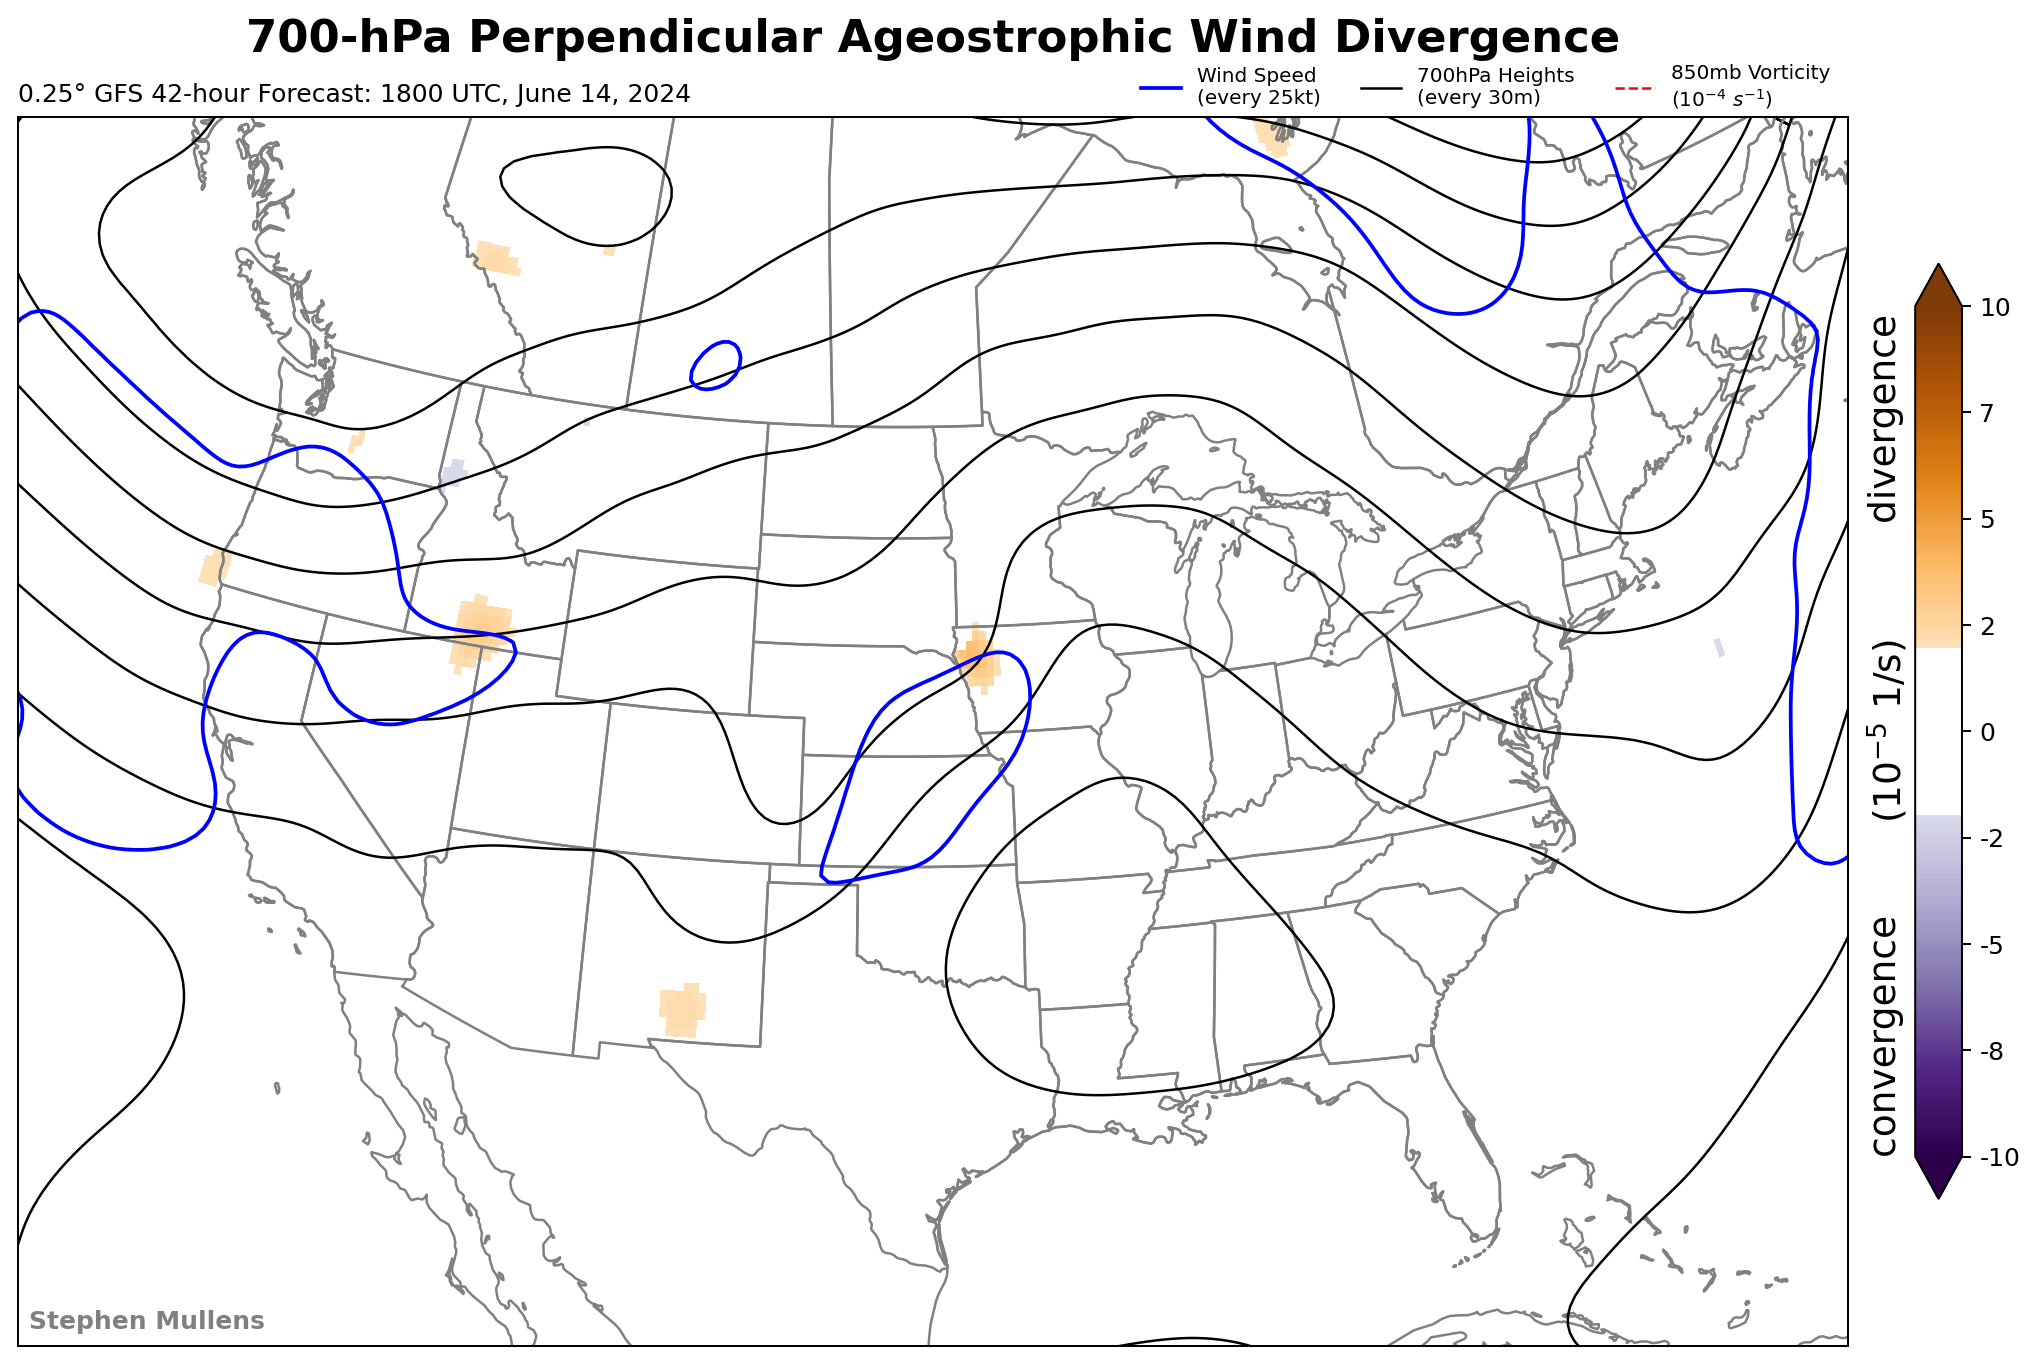 700-hPa Perpendicular Ageostrophic Wind Divergence
0.25° GFS 42-hour Forecast: 1800 UTC, June 14, 2024
Wind Speed
(every 25kt)
700hPa Heights
(every 30m)
850mb Vorticity
(10⁻⁴ s⁻¹)
10
7
5
2
0
-2
-5
-8
-10
convergence (10⁻⁵ 1/s) divergence
Stephen Mullens